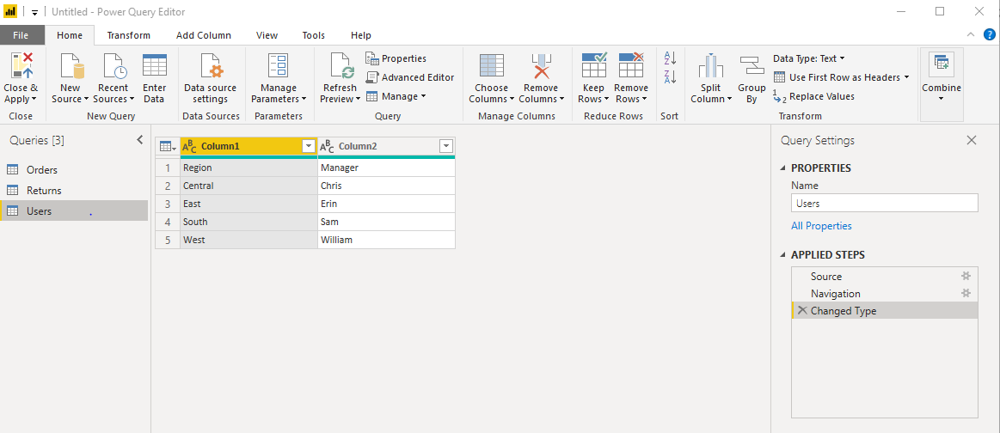 Untitled - Power Query Editor
File Home Transform Add Column View Tools Help
Close & Apply
New Source
Recent Sources
Enter Data
Data source settings
Manage Parameters
Refresh Preview
Properties
Advanced Editor
Manage
Choose Columns
Remove Columns
Keep Rows
Remove Rows
A Z
Z A
Split Column
Group By
Data Type: Text
Use First Row as Headers
1 2 Replace Values
Combine
Close
New Query
Data Sources
Parameters
Query
Manage Columns
Reduce Rows
Sort
Transform
Queries [3]
Orders
Returns
Users .
ABC Column1 ABC Column2
1 Region Manager
2 Central Chris
3 East Erin
4 South Sam
5 West William
Query Settings
PROPERTIES
Name
Users
All Properties
APPLIED STEPS
Source
Navigation
Changed Type